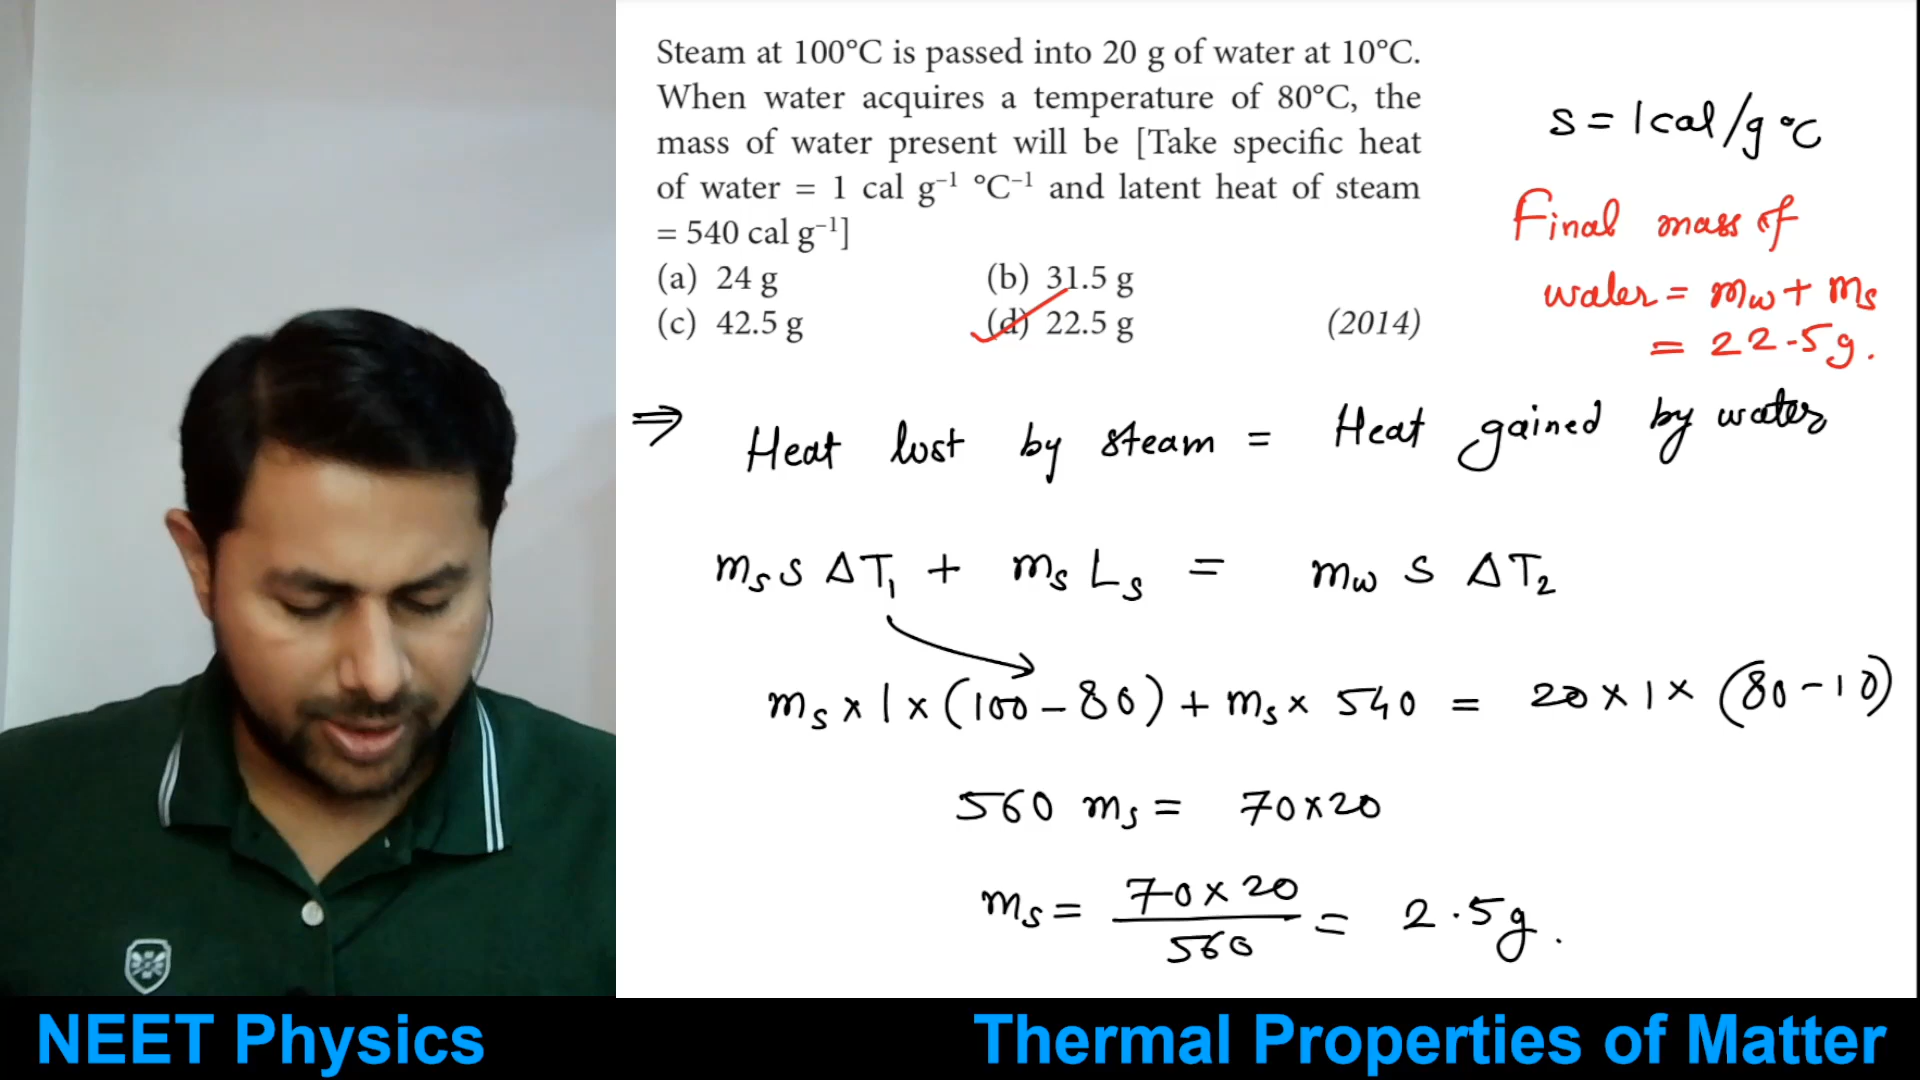 Steam at 100°C is passed into 20 g of water at 10°C.
When water acquires a temperature of 80°C, the
mass of water present will be [Take specific heat
of water = 1 cal g⁻¹ °C⁻¹ and latent heat of steam
= 540 cal g⁻¹]
(a) 24 g (b) 31.5 g
(c) 42.5 g (d) 22.5 g (2014)
s = 1cal/g °C
Final mass of
water = mw + ms
= 22.5g.
⇒ Heat lost by steam = Heat gained by water
ms s ΔT₁ + ms Ls = mw s ΔT₂
ms × 1 × (100 - 80) + ms × 540 = 20 × 1 × (80 - 10)
560 ms = 70×20
ms = 70 × 20 / 560 = 2.5g.
NEET Physics Thermal Properties of Matter